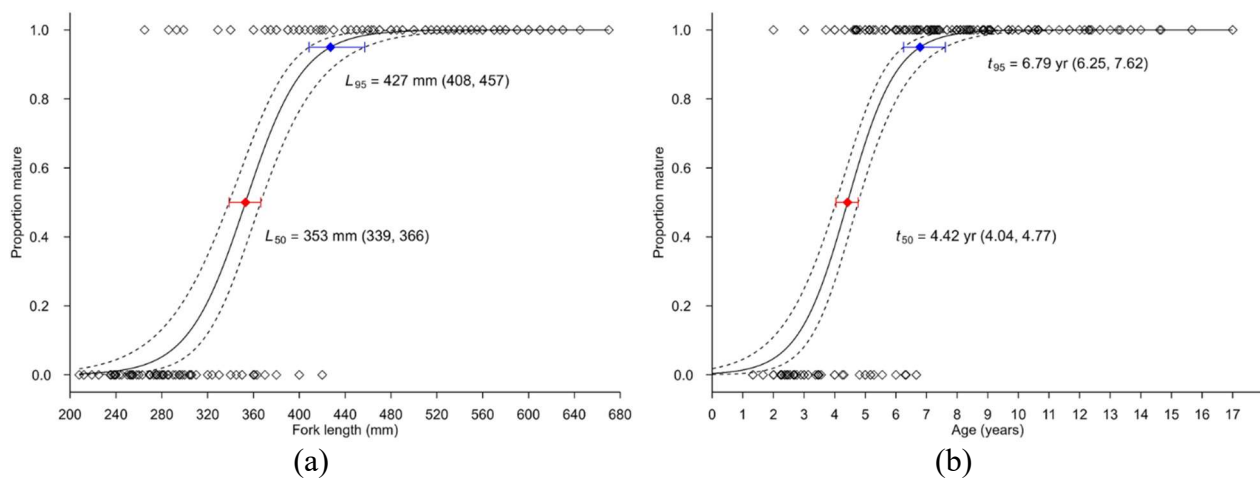 1.0
0.8
0.6
0.4
0.2
0.0
Proportion mature
L95 = 427 mm (408, 457)
L50 = 353 mm (339, 366)
200 240 280 320 360 400 440 480 520 560 600 640 680
Fork length (mm)
(a)
1.0
0.8
0.6
0.4
0.2
0.0
Proportion mature
t95 = 6.79 yr (6.25, 7.62)
t50 = 4.42 yr (4.04, 4.77)
0 1 2 3 4 5 6 7 8 9 10 11 12 13 14 15 16 17
Age (years)
(b)